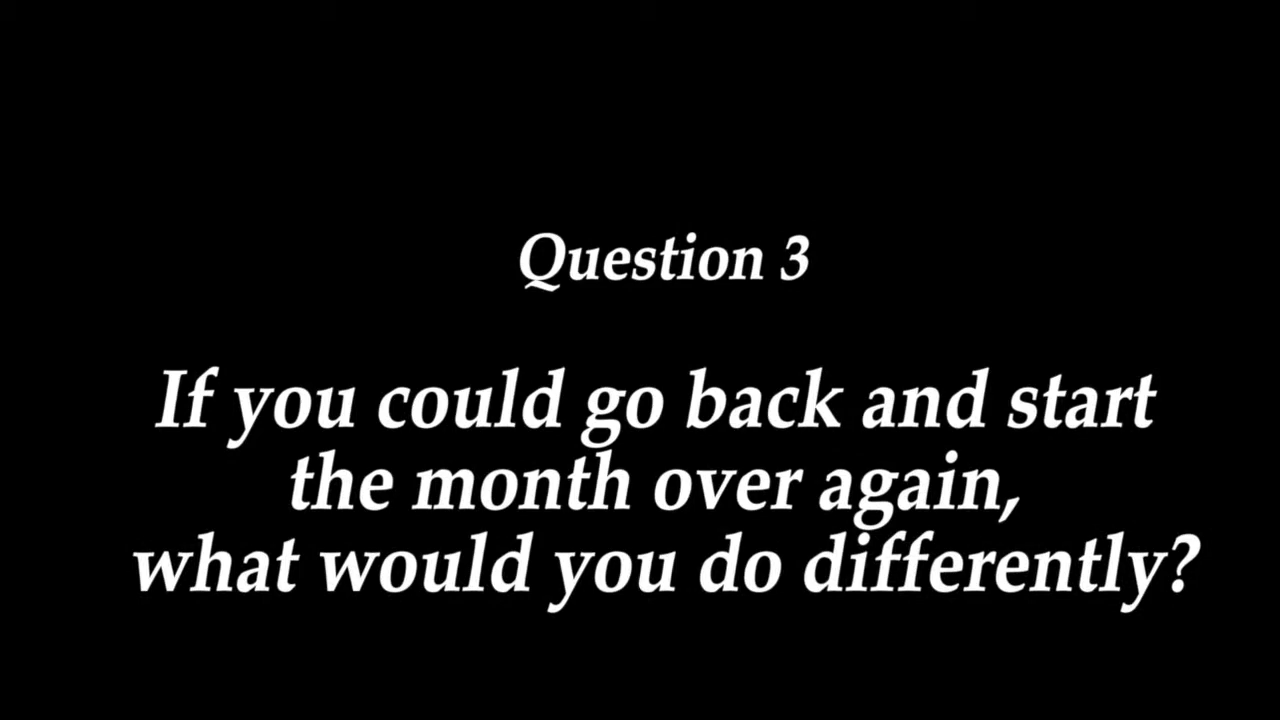 Question 3
If you could go back and start
the month over again,
what would you do differently?